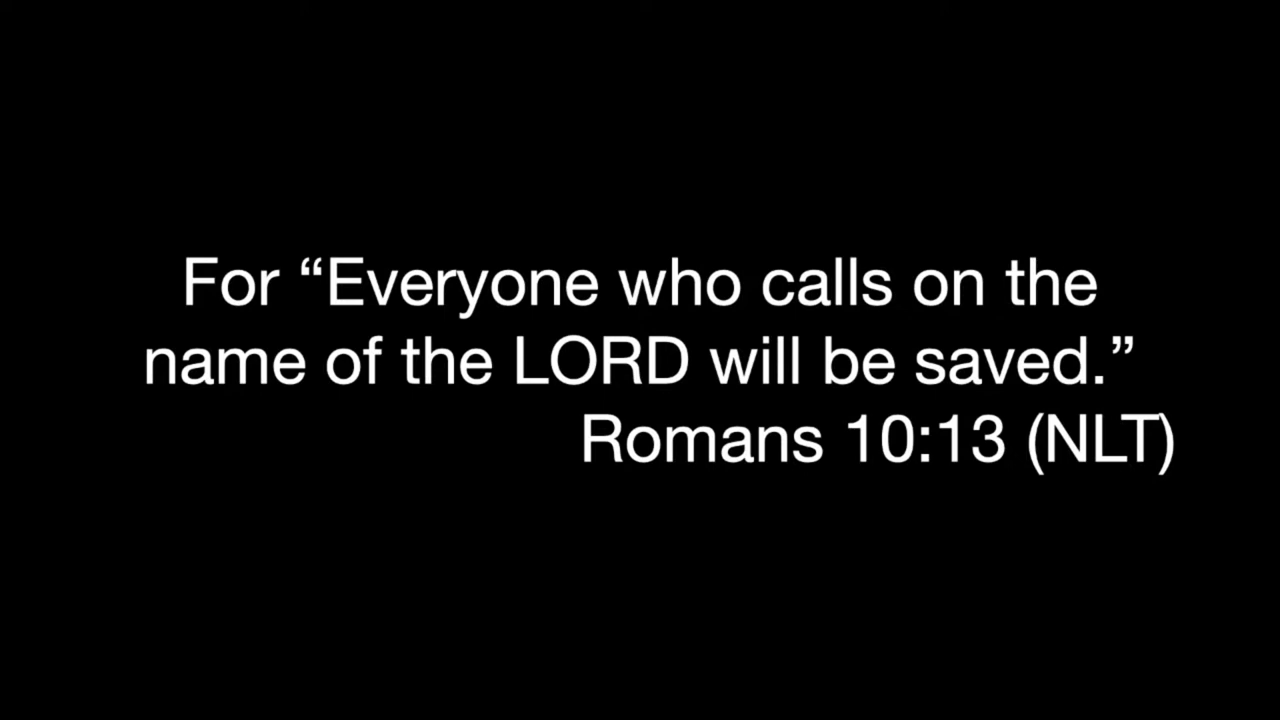 For “Everyone who calls on the
name of the LORD will be saved.”
Romans 10:13 (NLT)